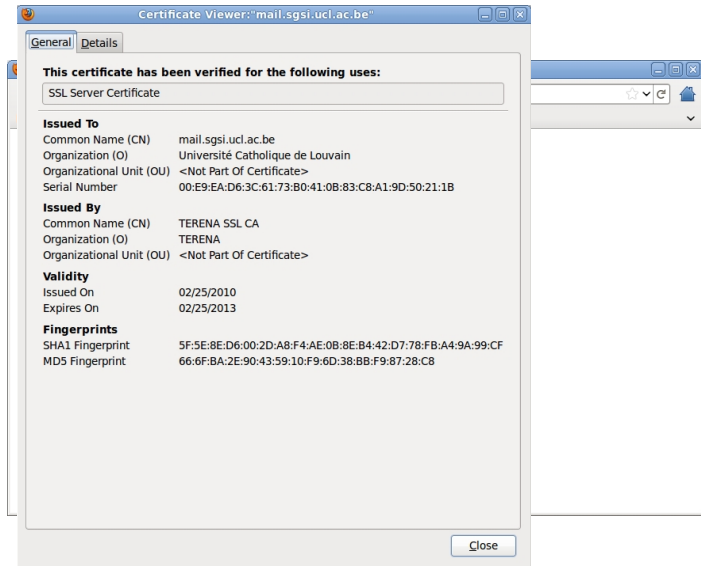 Certificate Viewer:"mail.sgsi.ucl.ac.be"
General Details
This certificate has been verified for the following uses:
SSL Server Certificate
Issued To
Common Name (CN) mail.sgsi.ucl.ac.be
Organization (O) Université Catholique de Louvain
Organizational Unit (OU) <Not Part Of Certificate>
Serial Number 00:E9:EA:D6:3C:61:73:B0:41:0B:83:C8:A1:9D:50:21:1B
Issued By
Common Name (CN) TERENA SSL CA
Organization (O) TERENA
Organizational Unit (OU) <Not Part Of Certificate>
Validity
Issued On 02/25/2010
Expires On 02/25/2013
Fingerprints
SHA1 Fingerprint 5F:5E:8E:D6:00:2D:A8:F4:AE:0B:8E:B4:42:D7:78:FB:A4:9A:99:CF
MD5 Fingerprint 66:6F:BA:2E:90:43:59:10:F9:6D:38:BB:F9:87:28:C8
Close